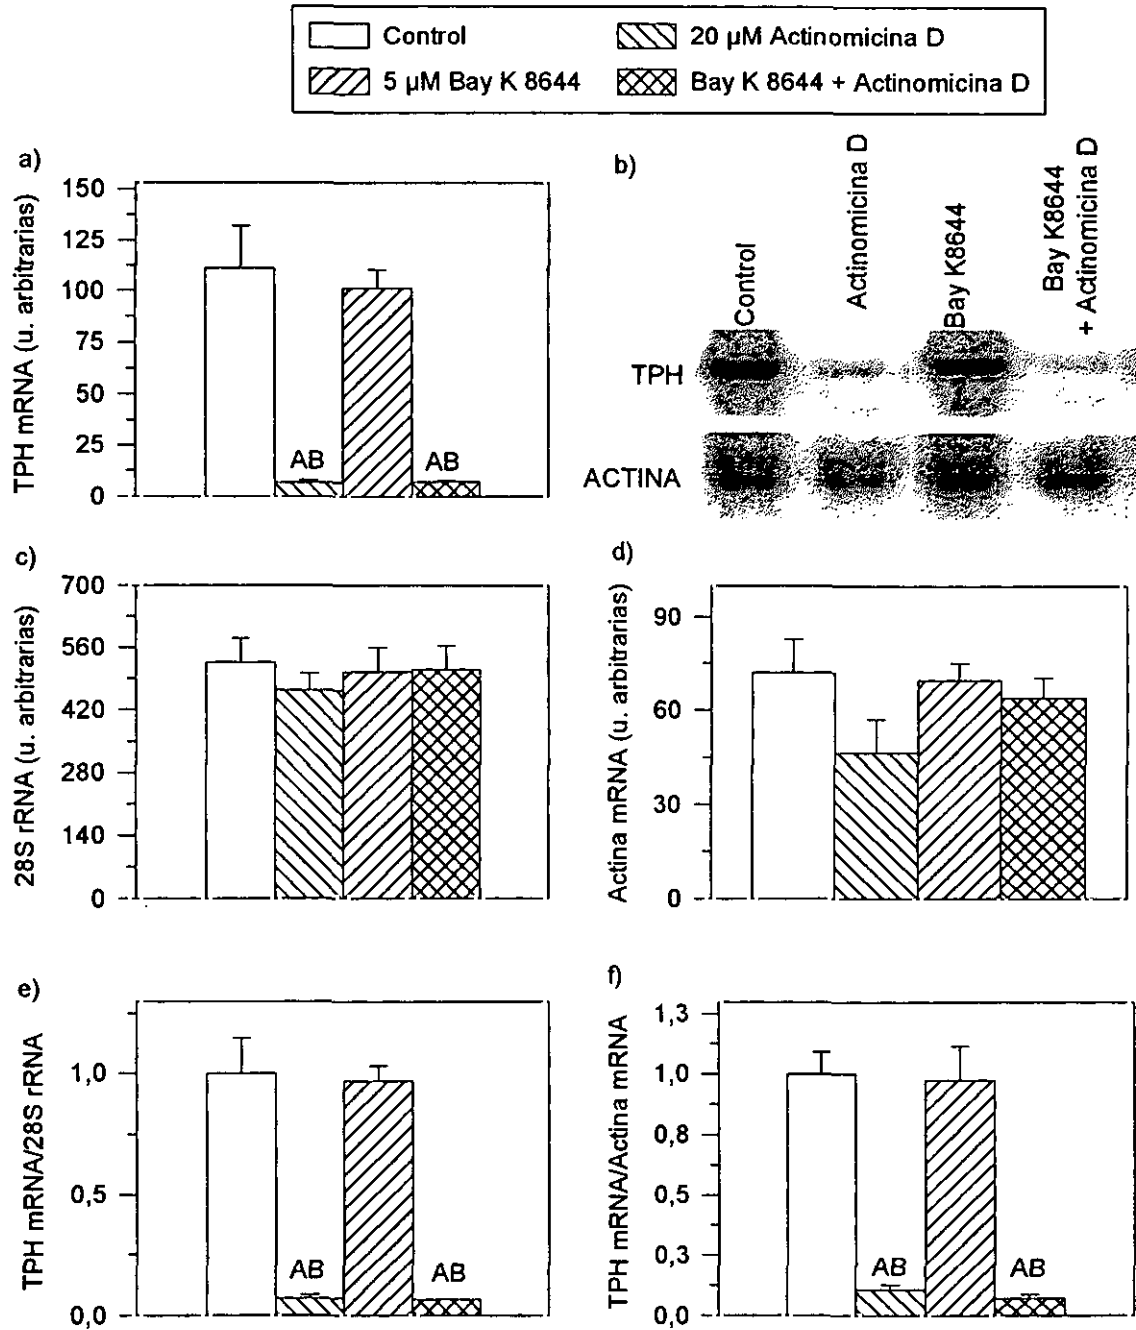 Control
20 µM Actinomicina D
5 µM Bay K 8644
Bay K 8644 + Actinomicina D
a)
TPH mRNA (u. arbitrarias)
150
125
100
75
50
25
0
AB
AB
b)
Control
Actinomicina D
Bay K8644
Bay K8644
+ Actinomicina D
TPH
ACTINA
c)
28S rRNA (u. arbitrarias)
700
560
420
280
140
0
d)
Actina mRNA (u. arbitrarias)
90
60
30
0
e)
TPH mRNA/28S rRNA
1,0
0,5
0,0
AB
AB
f)
TPH mRNA/Actina mRNA
1,3
1,0
0,8
0,5
0,3
0,0
AB
AB